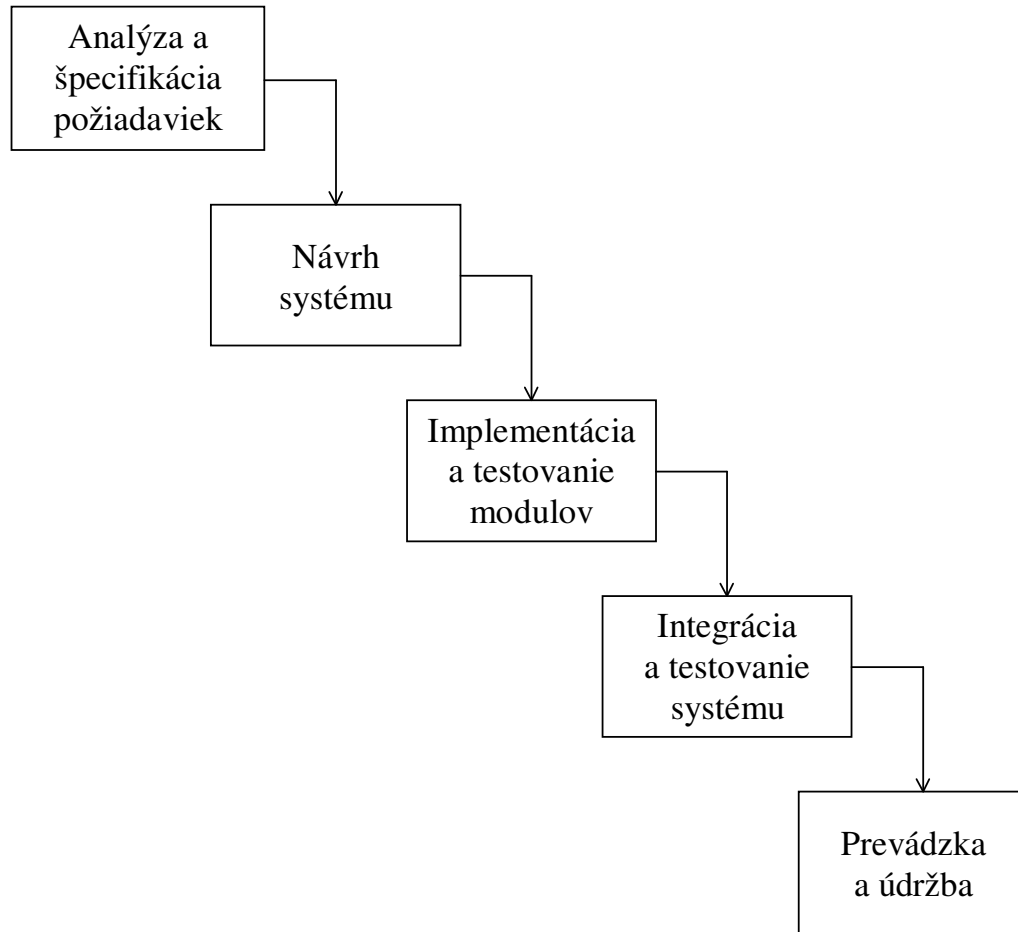 Analýza a
špecifikácia
požiadaviek
Návrh
systému
Implementácia
a testovanie
modulov
Integrácia
a testovanie
systému
Prevádzka
a údržba